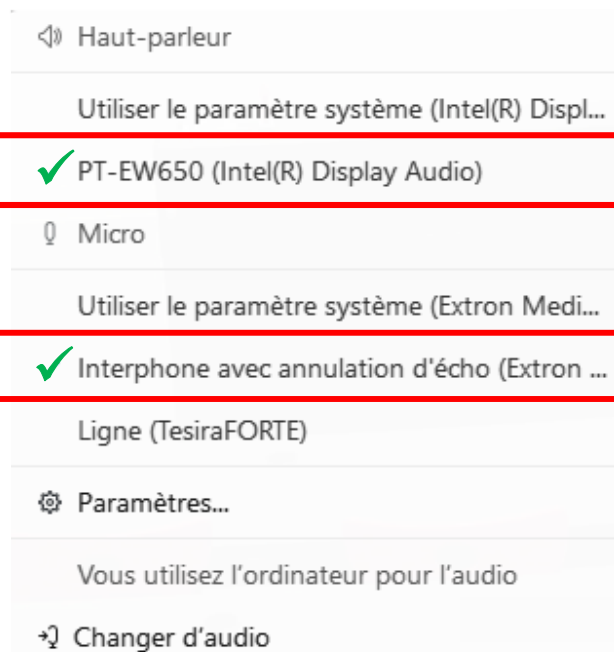 Haut-parleur
Utiliser le paramètre système (Intel(R) Displ...
PT-EW650 (Intel(R) Display Audio)
Micro
Utiliser le paramètre système (Extron Medi...
Interphone avec annulation d'écho (Extron ...
Ligne (TesiraFORTE)
Paramètres...
Vous utilisez l’ordinateur pour l’audio
Changer d’audio